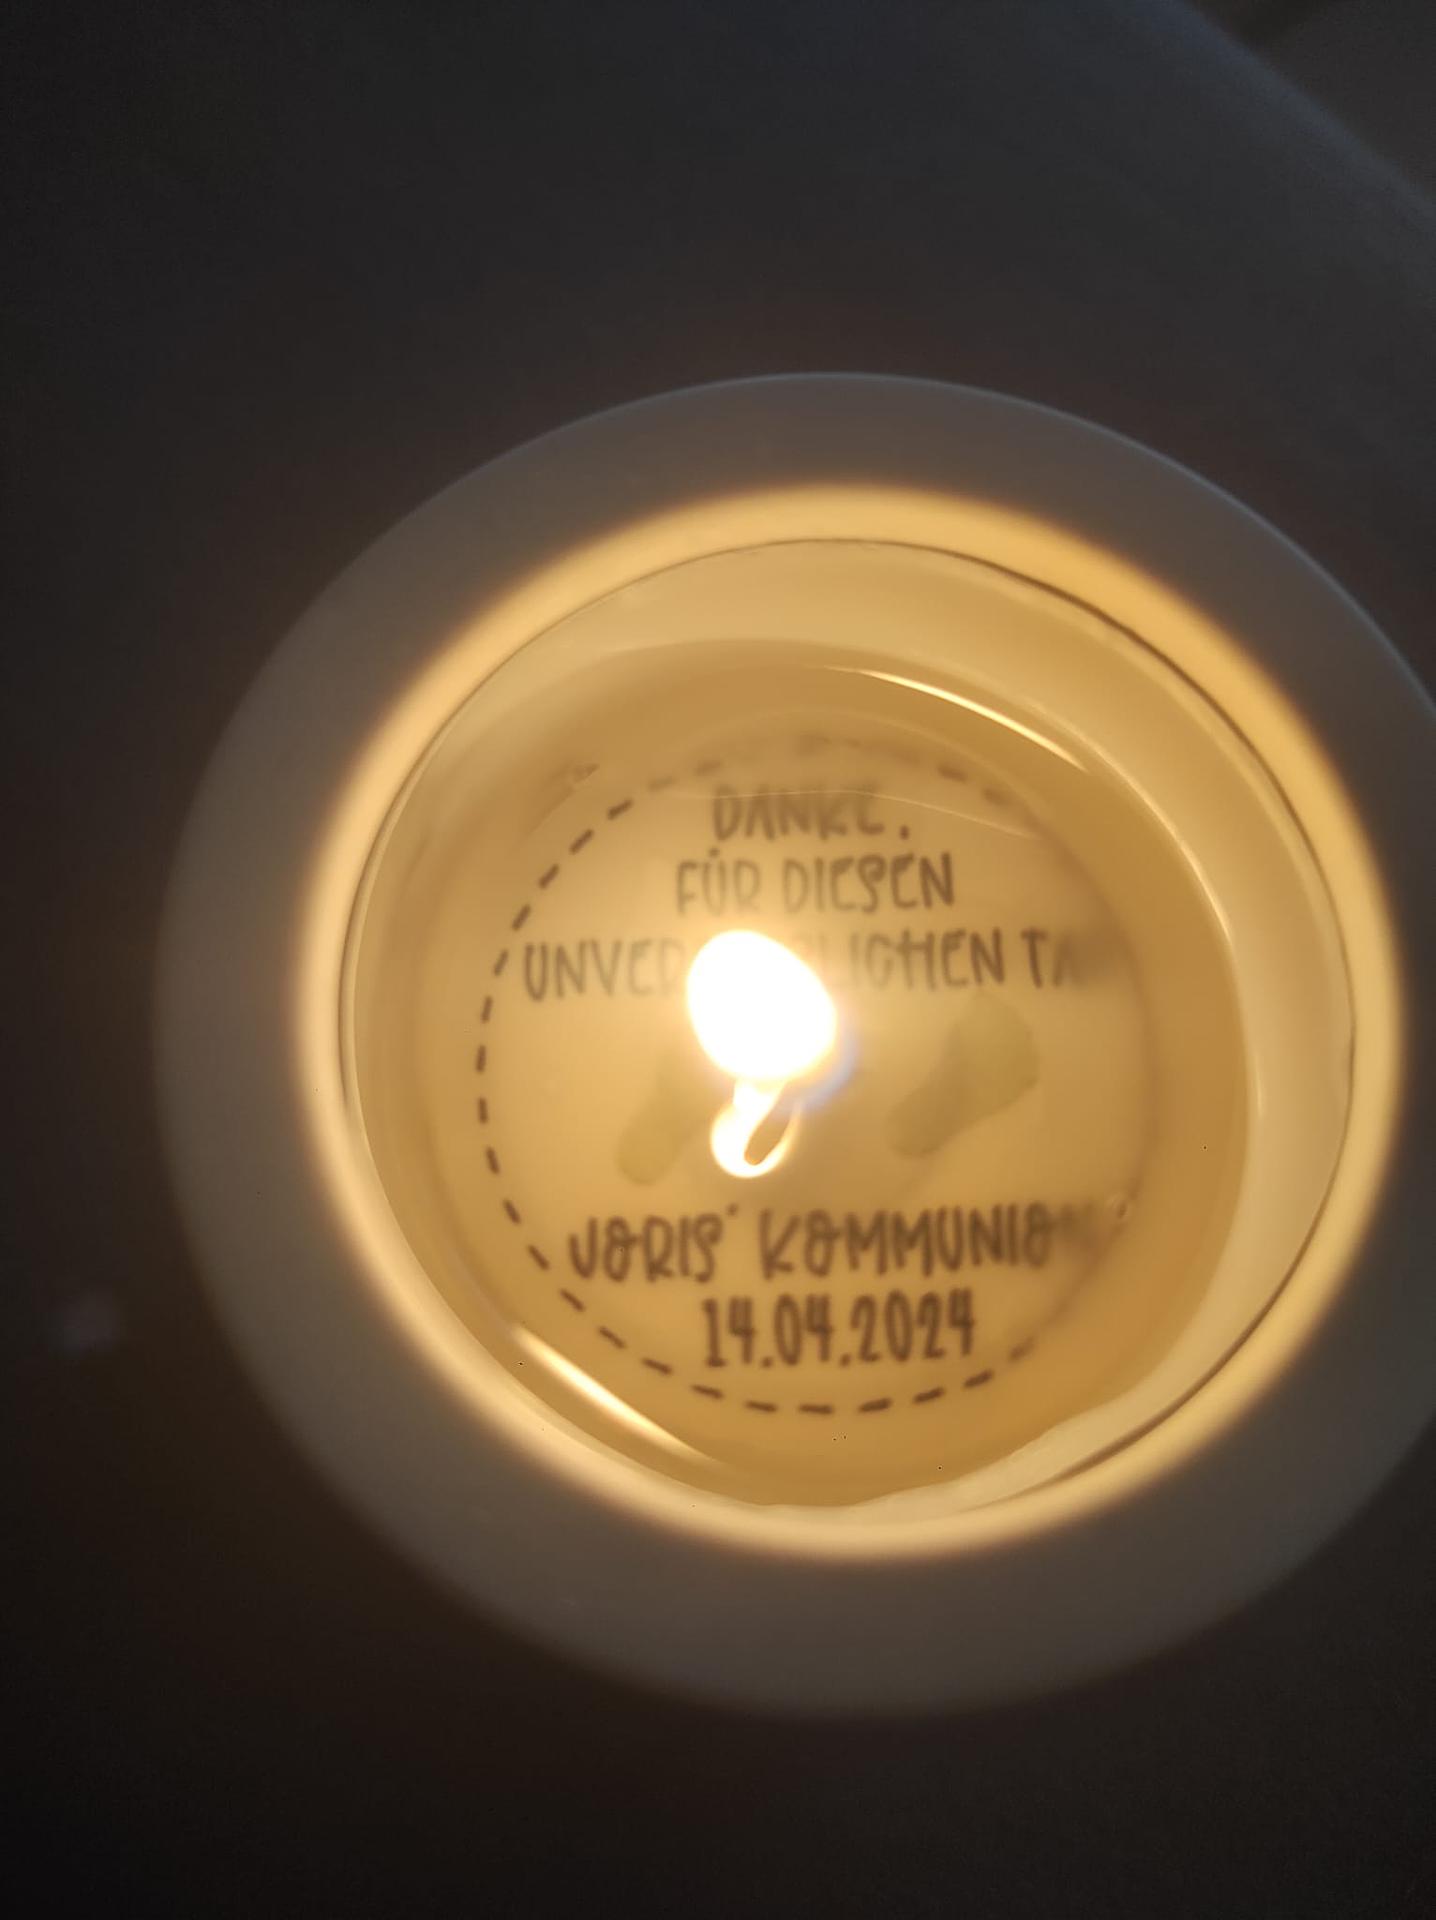 DANKE,
FÜR DIESEN
JORIS' KOMMUNION
14.04.2024